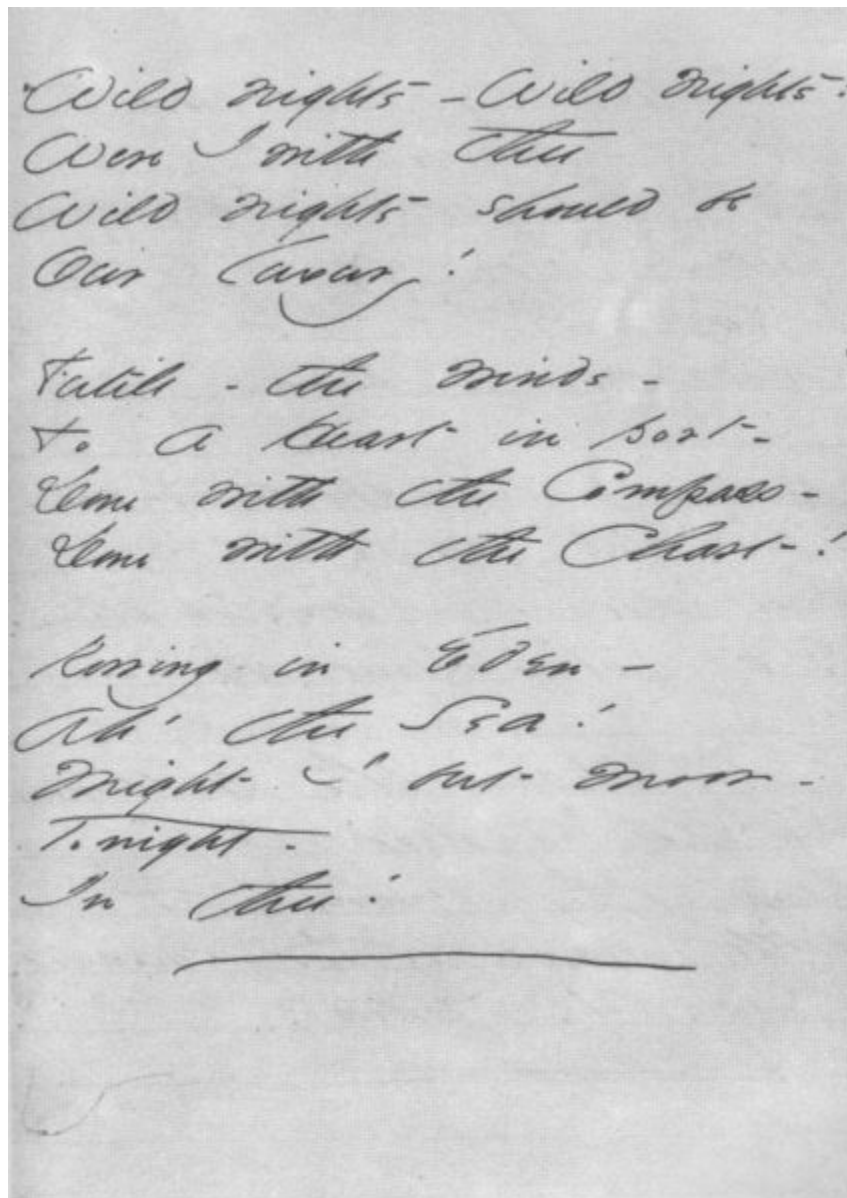 Wild nights - Wild nights!
Were I with thee
Wild nights should be
Our luxury!
Futile - the winds -
To a Heart in port -
Done with the Compass -
Done with the Chart!
Rowing in Eden -
Ah! the Sea!
Might I but moor -
Tonight -
In thee!